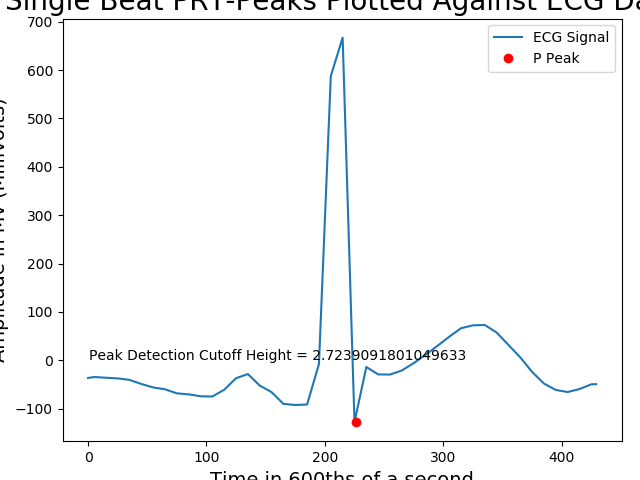 Single Beat PRT-Peaks Plotted Against ECG Da
700
600
500
400
300
200
100
0
−100
Amplitude in MV (Millivolts)
ECG Signal
P Peak
Peak Detection Cutoff Height = 2.7239091801049633
0 100 200 300 400
Time in 600ths of a second